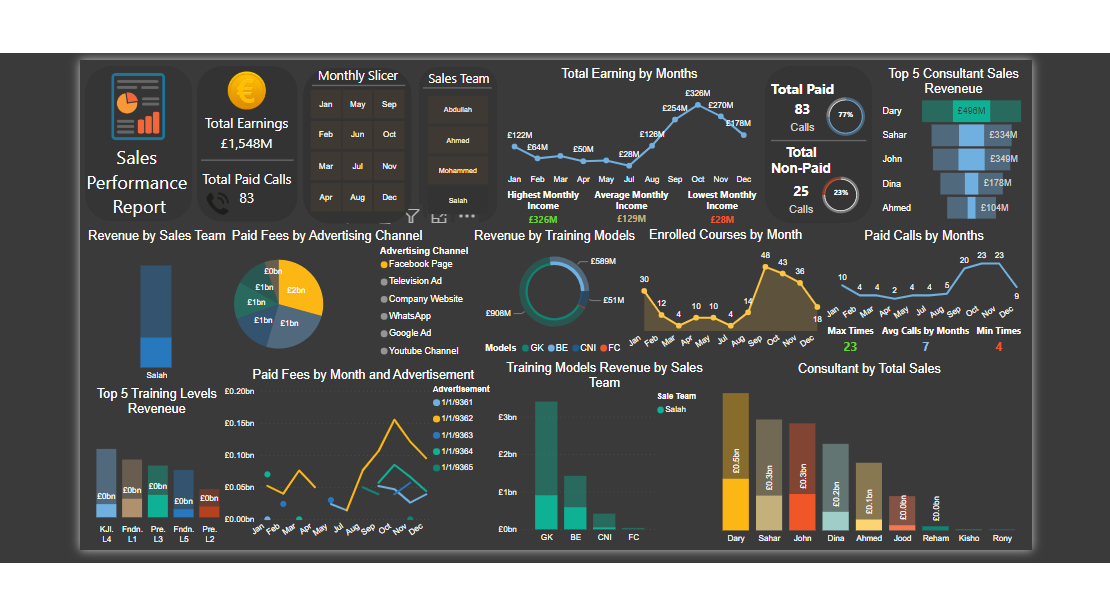 Sales
Performance
Report
Total Earnings
£1,548M
Total Paid Calls
83
Monthly Slicer
Jan May Sep
Feb Jun Oct
Mar Jul Nov
Apr Aug Dec
Sales Team
Abdullah
Ahmed
Mohammed
Salah
Total Earning by Months
£122M
£64M
£50M
£28M
£126M
£254M
£326M
£270M
£178M
Jan Feb Mar Apr May Jul Aug Sep Oct Nov Dec
Highest Monthly
Income
£326M
Average Monthly
Income
£129M
Lowest Monthly
Income
£28M
Total Paid
83
Calls
77%
Total
Non-Paid
25
Calls
23%
Top 5 Consultant Sales
Reveneue
Dary £496M
Sahar £334M
John £349M
Dina £178M
Ahmed £104M
Revenue by Sales Team
Salah
Paid Fees by Advertising Channel
£0bn
£2bn
£1bn
£1bn
£1bn
£1bn
Advertising Channel
Facebook Page
Television Ad
Company Website
WhatsApp
Google Ad
Youtube Channel
Revenue by Training Models
£589M
£51M
£908M
Models GK BE CNI FC
Enrolled Courses by Month
30
12
4
10
10
4
14
48
43
36
18
Jan Feb Mar Apr May Jul Aug Sep Oct Nov Dec
Paid Calls by Months
10
4
4
2
4
4
5
20
23
23
9
Jan Feb Mar Apr May Jul Aug Sep Oct Nov Dec
Max Times
23
Avg Calls by Months
7
Min Times
4
Top 5 Training Levels
Reveneue
£0bn
£0bn
£0bn
£0bn
£0bn
KJl. Fndn. Pre. Fndn. Pre.
L4 L1 L3 L5 L2
Paid Fees by Month and Advertisement
£0.20bn
£0.15bn
£0.10bn
£0.05bn
£0.00bn
Jan Feb Mar Apr May Jul Aug Sep Oct Nov Dec
Advertisement
1/1/9361
1/1/9362
1/1/9363
1/1/9364
1/1/9365
Training Models Revenue by Sales
Team
£3bn
£2bn
£1bn
£0bn
GK BE CNI FC
Sale Team
Salah
Consultant by Total Sales
£0.5bn
£0.3bn
£0.3bn
£0.2bn
£0.1bn
£0.0bn
£0.0bn
Dary Sahar John Dina Ahmed Jood Reham Kisho Rony